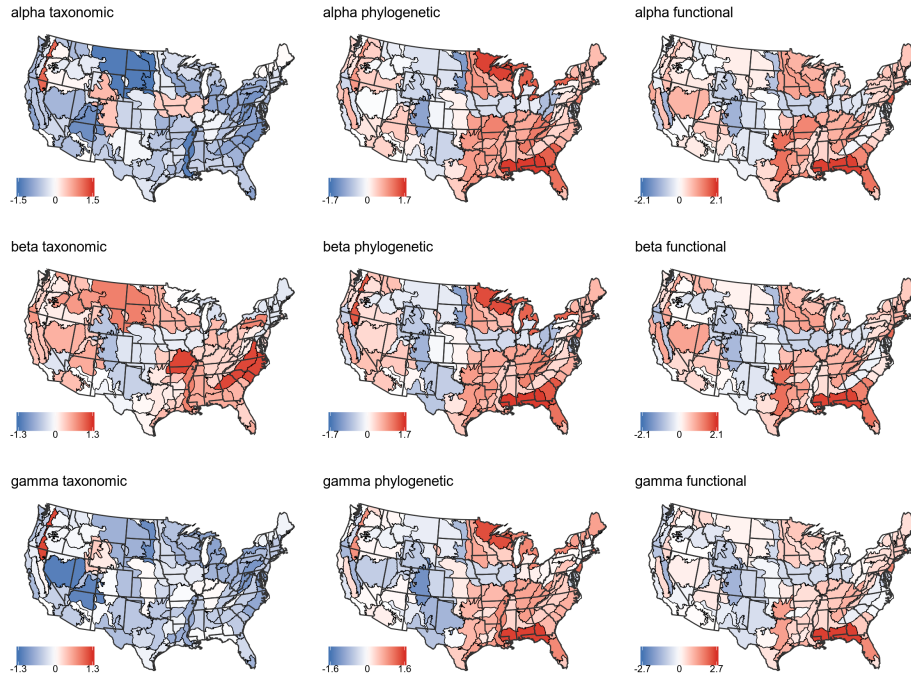 alpha taxonomic
alpha phylogenetic
alpha functional
-1.5 0 1.5
-1.7 0 1.7
-2.1 0 2.1
beta taxonomic
beta phylogenetic
beta functional
-1.3 0 1.3
-1.7 0 1.7
-2.1 0 2.1
gamma taxonomic
gamma phylogenetic
gamma functional
-1.3 0 1.3
-1.6 0 1.6
-2.7 0 2.7